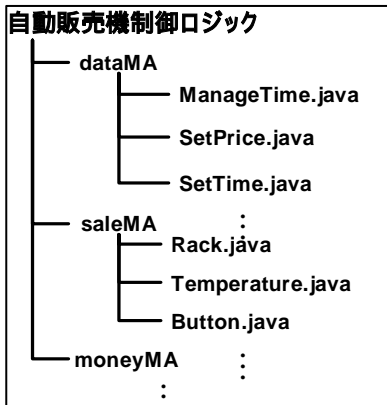 自動販売機制御ロジック
dataMA
ManageTime.java
SetPrice.java
SetTime.java
saleMA
Rack.java
Temperature.java
Button.java
moneyMA